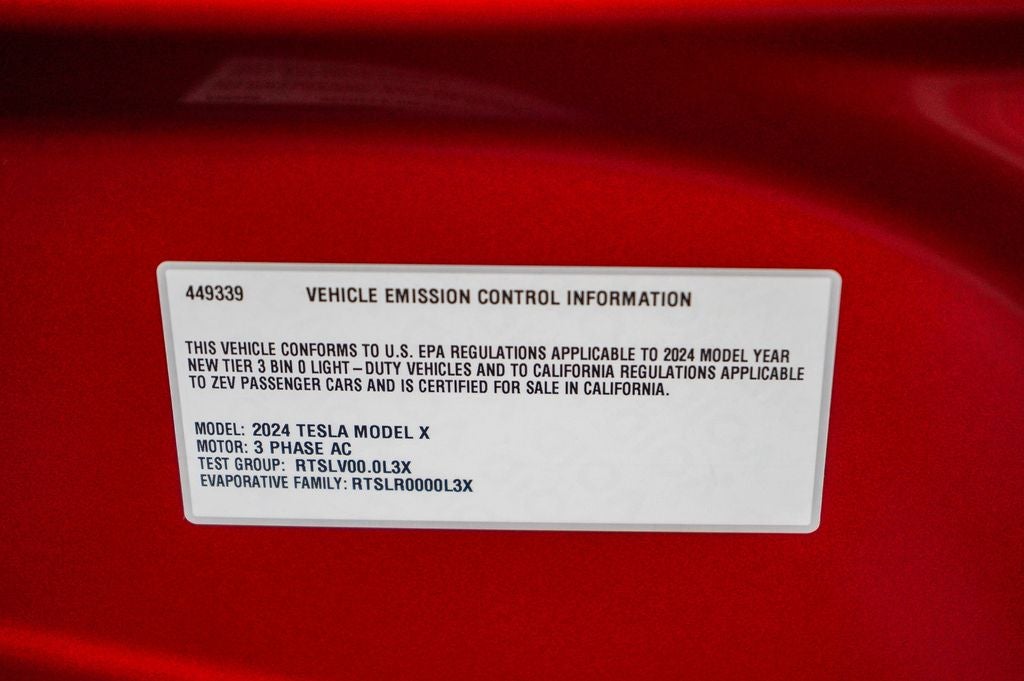 449339 VEHICLE EMISSION CONTROL INFORMATION
THIS VEHICLE CONFORMS TO U.S. EPA REGULATIONS APPLICABLE TO 2024 MODEL YEAR
NEW TIER 3 BIN 0 LIGHT-DUTY VEHICLES AND TO CALIFORNIA REGULATIONS APPLICABLE
TO ZEV PASSENGER CARS AND IS CERTIFIED FOR SALE IN CALIFORNIA.
MODEL: 2024 TESLA MODEL X
MOTOR: 3 PHASE AC
TEST GROUP: RTSLV00.0L3X
EVAPORATIVE FAMILY: RTSLR0000L3X